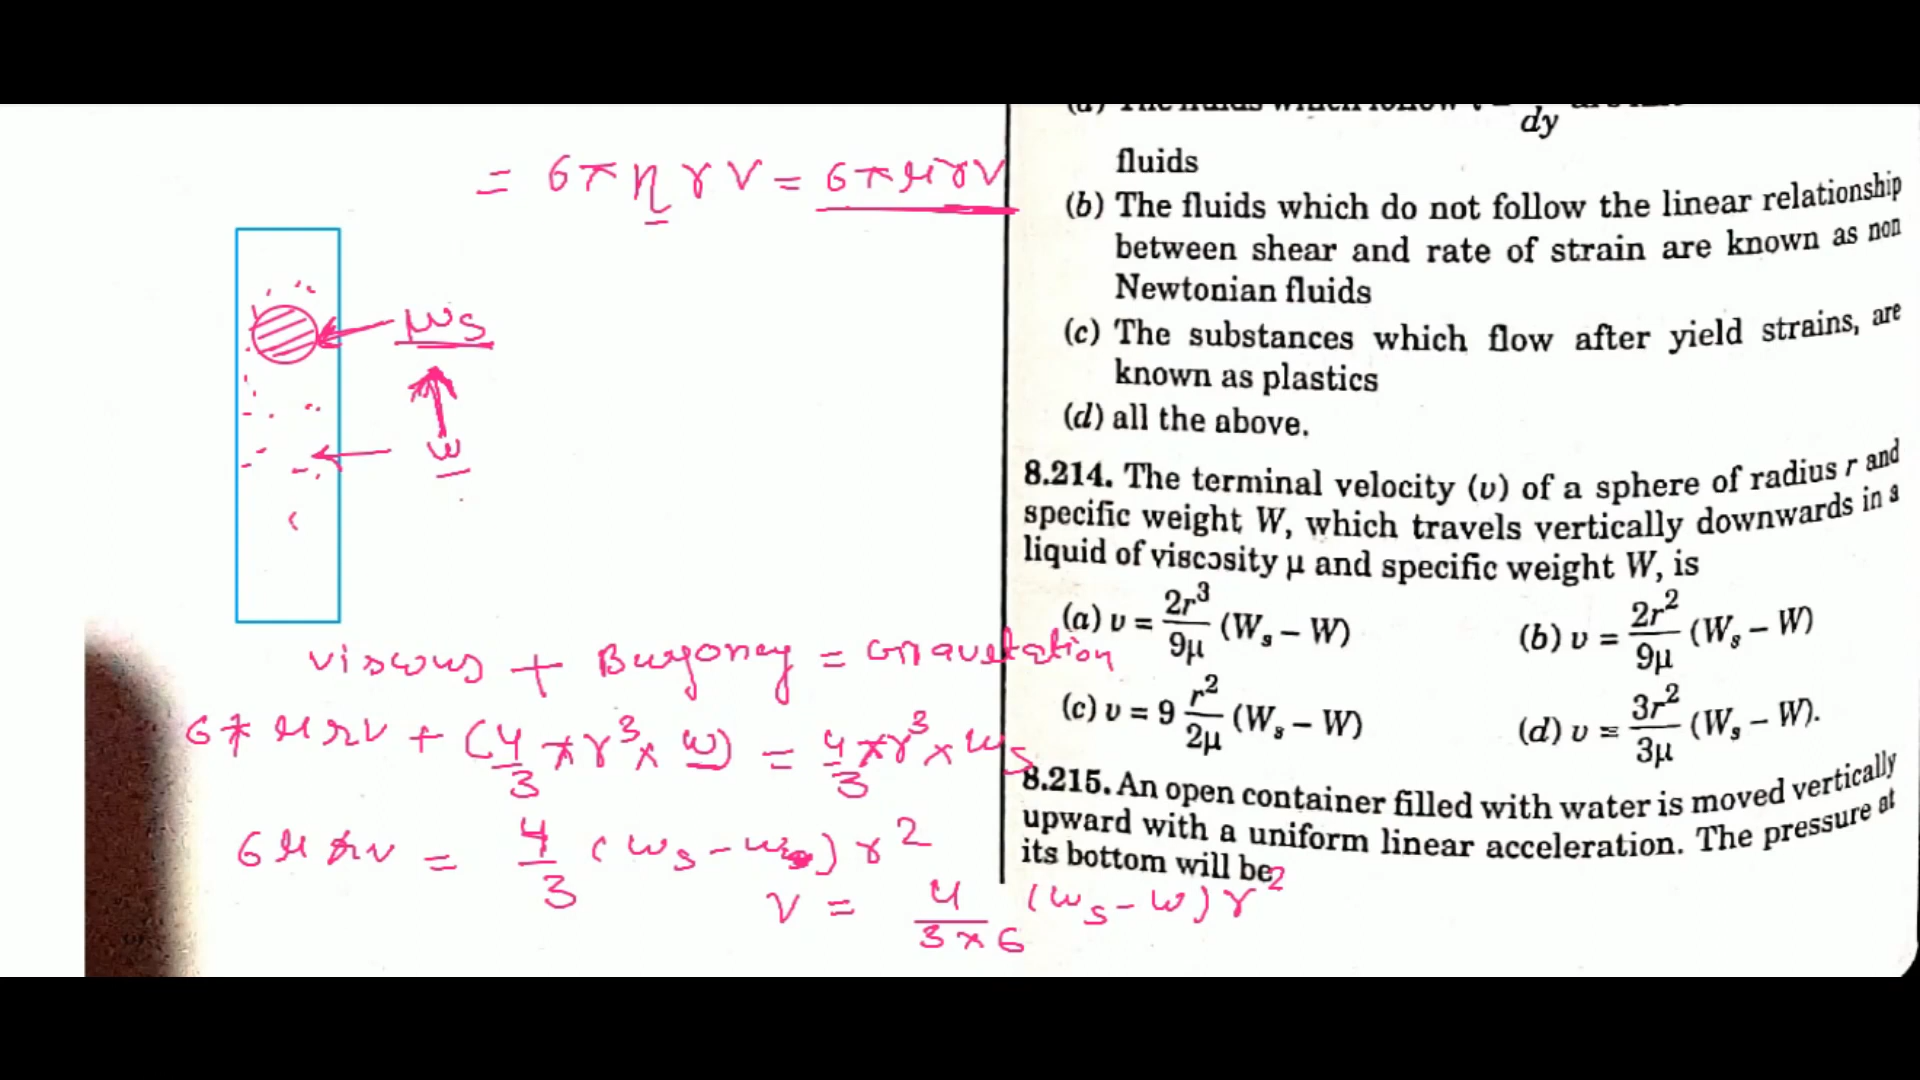 = 6π η r v = 6πμrv
Ws
w
viscous + Buyoney = Gravitation
6π μrv + (4/3 πr³ × w) = 4/3 πr³ × ws
6μ rv = 4/3 (ws - w) r²
v = 4/(3×6) (ws - w) r²
dy
fluids
(b) The fluids which do not follow the linear relationship
between shear and rate of strain are known as non
Newtonian fluids
(c) The substances which flow after yield strains, are
known as plastics
(d) all the above.
8.214. The terminal velocity (υ) of a sphere of radius r and
specific weight W, which travels vertically downwards in a
liquid of viscosity μ and specific weight W, is
(a) υ = 2r³/9μ (Ws – W) (b) υ = 2r²/9μ (Ws – W)
(c) υ = 9 r²/2μ (Ws – W) (d) υ = 3r²/3μ (Ws – W).
8.215. An open container filled with water is moved vertically
upward with a uniform linear acceleration. The pressure at
its bottom will be